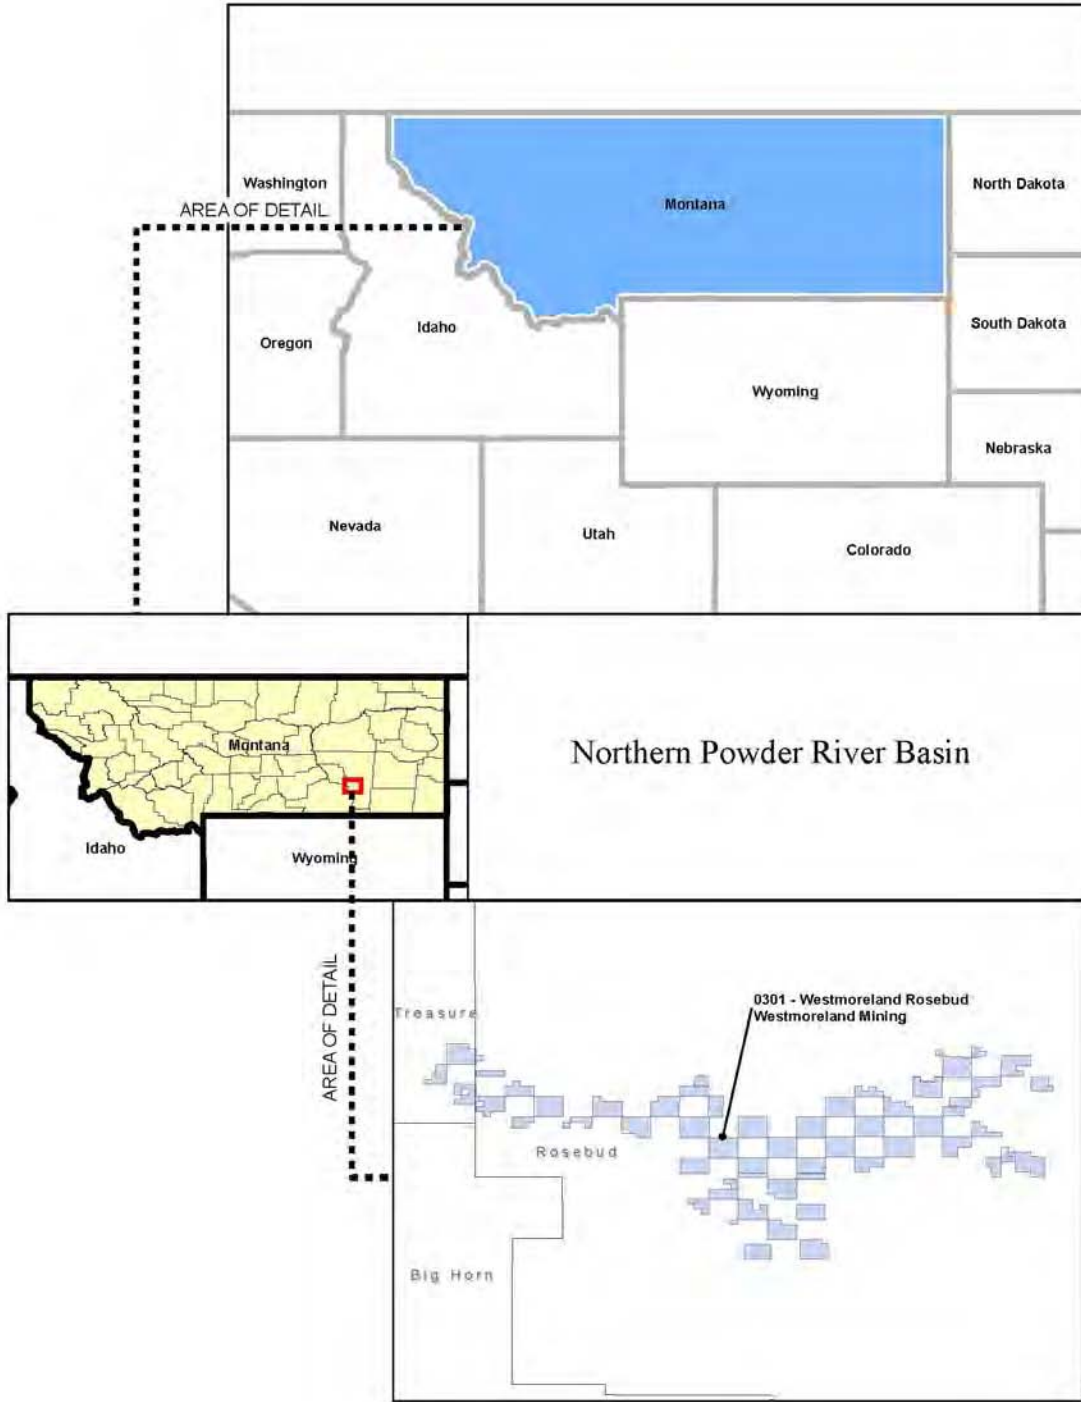 Washington
North Dakota
Montana
AREA OF DETAIL
South Dakota
Idaho
Oregon
Wyoming
Nebraska
Nevada
Utah
Colorado
Montana
Northern Powder River Basin
Idaho
Wyoming
AREA OF DETAIL
0301 - Westmoreland Rosebud
Westmoreland Mining
Treasure
Rosebud
Big Horn